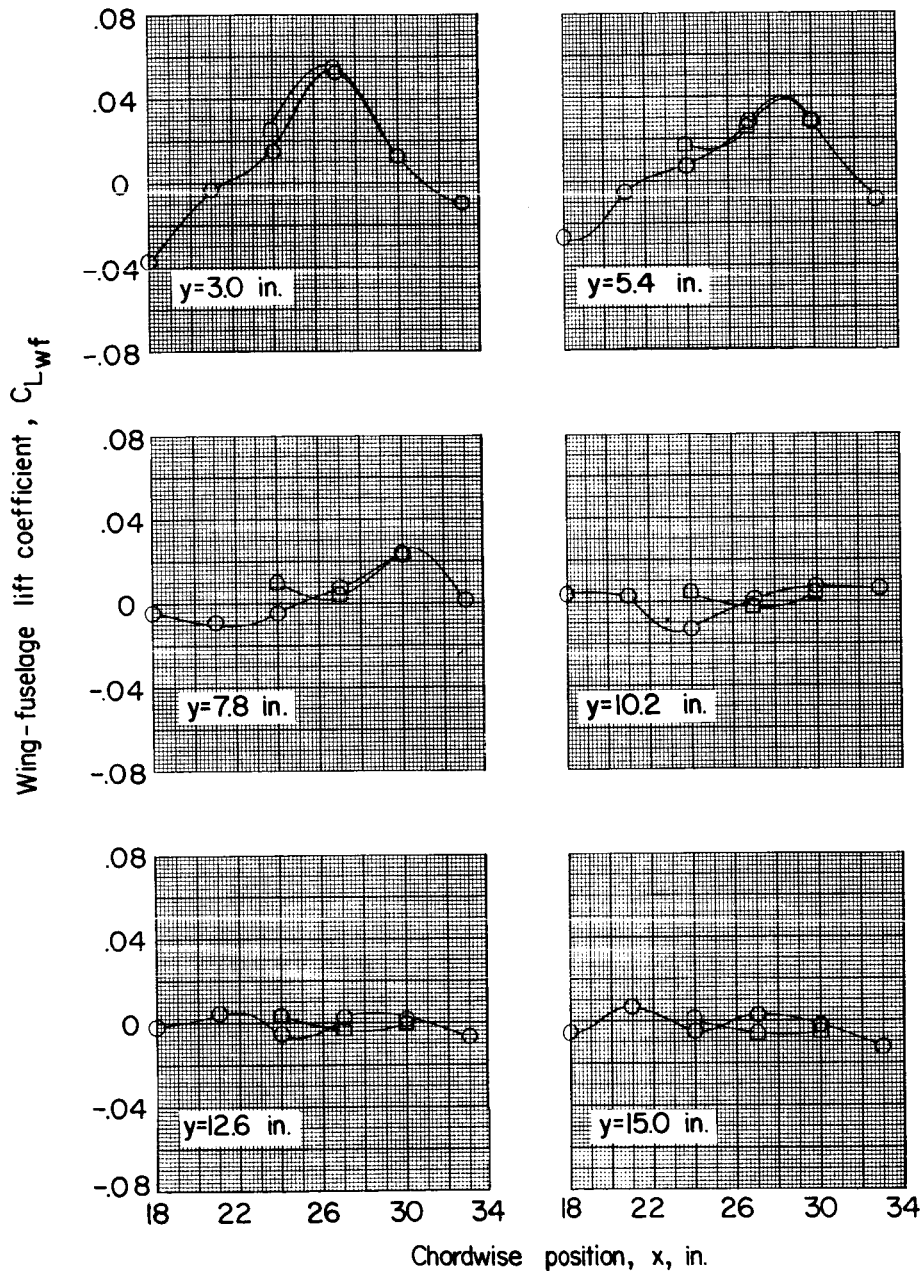 Wing-fuselage lift coefficient, C_Lwf
.08
.04
0
-.04
-.08
y=3.0 in.
y=5.4 in.
.08
.04
0
-.04
-.08
y=7.8 in.
y=10.2 in.
.08
.04
0
-.04
-.08
y=12.6 in.
y=15.0 in.
18 22 26 30 34
18 22 26 30 34
Chordwise position, x, in.